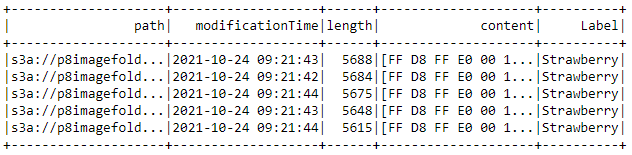 +--------------------+-------------------+------+--------------------+----------+
|                path|   modificationTime|length|             content|     Label|
+--------------------+-------------------+------+--------------------+----------+
|s3a://p8imagefold...|2021-10-24 09:21:43|  5688|[FF D8 FF E0 00 1...|Strawberry|
|s3a://p8imagefold...|2021-10-24 09:21:42|  5684|[FF D8 FF E0 00 1...|Strawberry|
|s3a://p8imagefold...|2021-10-24 09:21:44|  5675|[FF D8 FF E0 00 1...|Strawberry|
|s3a://p8imagefold...|2021-10-24 09:21:43|  5648|[FF D8 FF E0 00 1...|Strawberry|
|s3a://p8imagefold...|2021-10-24 09:21:44|  5615|[FF D8 FF E0 00 1...|Strawberry|
+--------------------+-------------------+------+--------------------+----------+